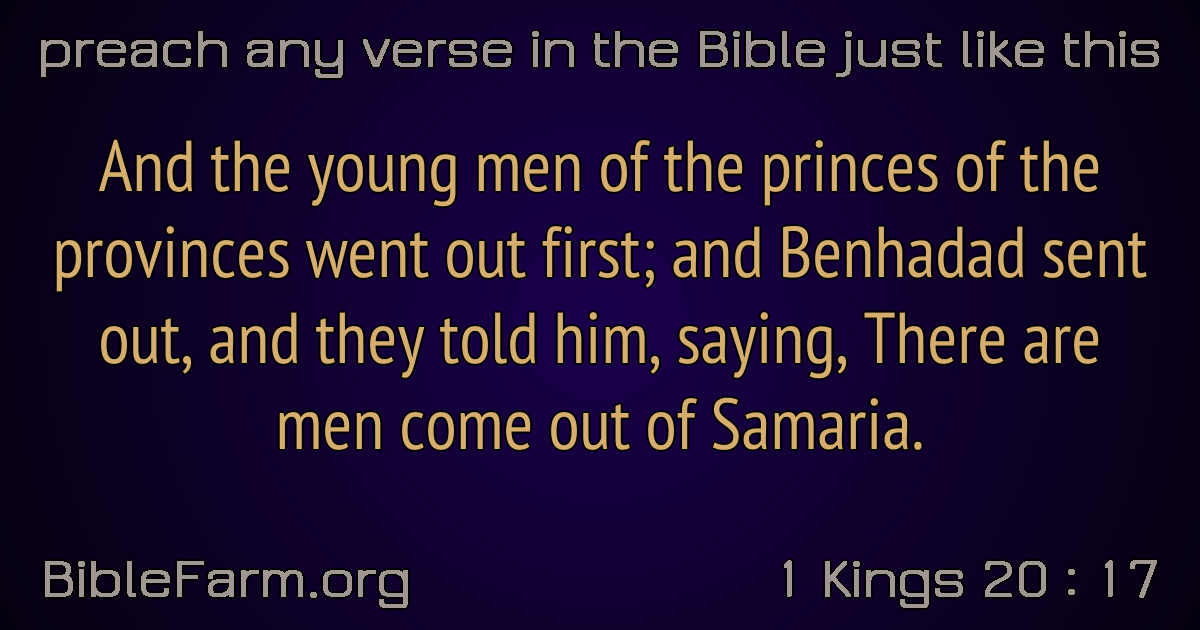 preach any verse in the Bible just like this
And the young men of the princes of the
provinces went out first; and Benhadad sent
out, and they told him, saying, There are
men come out of Samaria.
BibleFarm.org
1 Kings 20 : 17